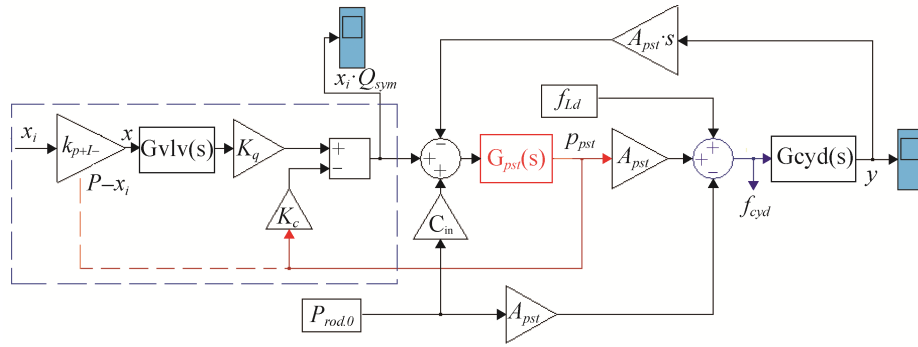 A_pst·s
x_i·Q_sym
f_Ld
x_i
k_p+I–
x
Gvlv(s)
K_q
+
–
–
+
+
G_pst(s)
p_pst
A_pst
+
+
–
Gcyd(s)
y
f_cyd
P–x_i
K_c
C_in
P_rod.0
A_pst